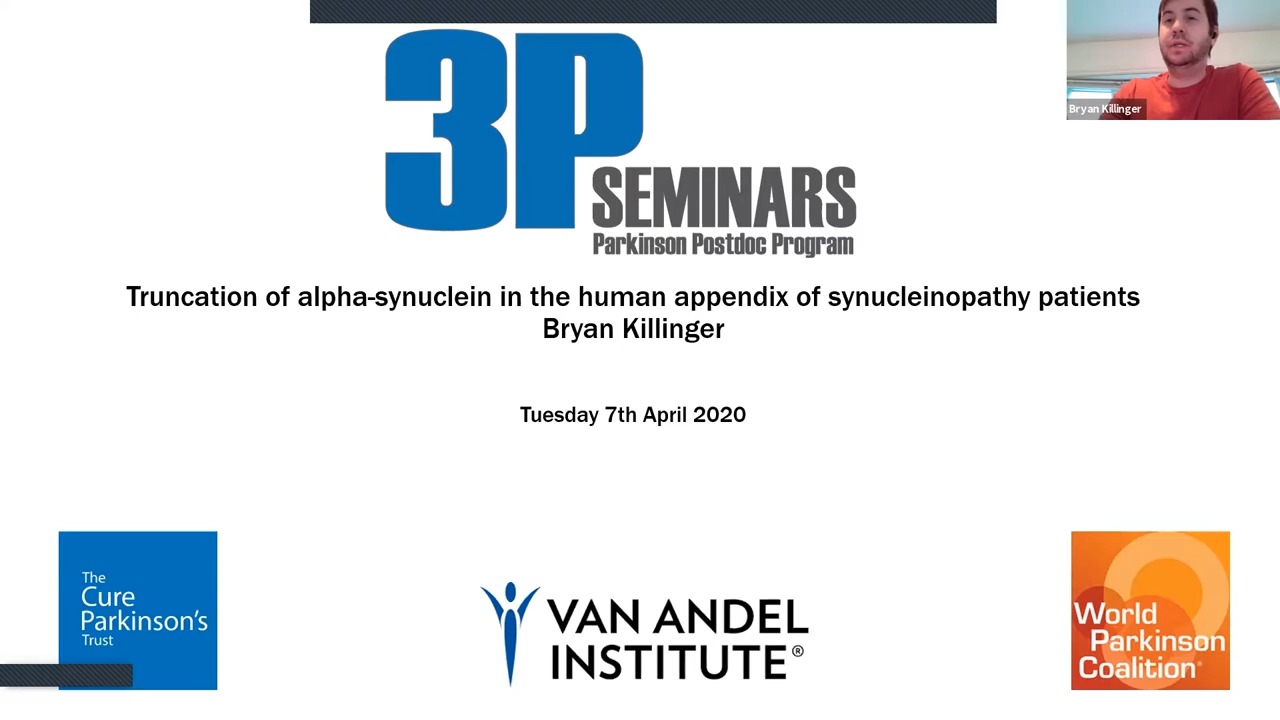 3P
SEMINARS
Parkinson Postdoc Program
Bryan Killinger
Truncation of alpha-synuclein in the human appendix of synucleinopathy patients
Bryan Killinger
Tuesday 7th April 2020
The
Cure
Parkinson's
Trust
VAN ANDEL
INSTITUTE®
World
Parkinson
Coalition®